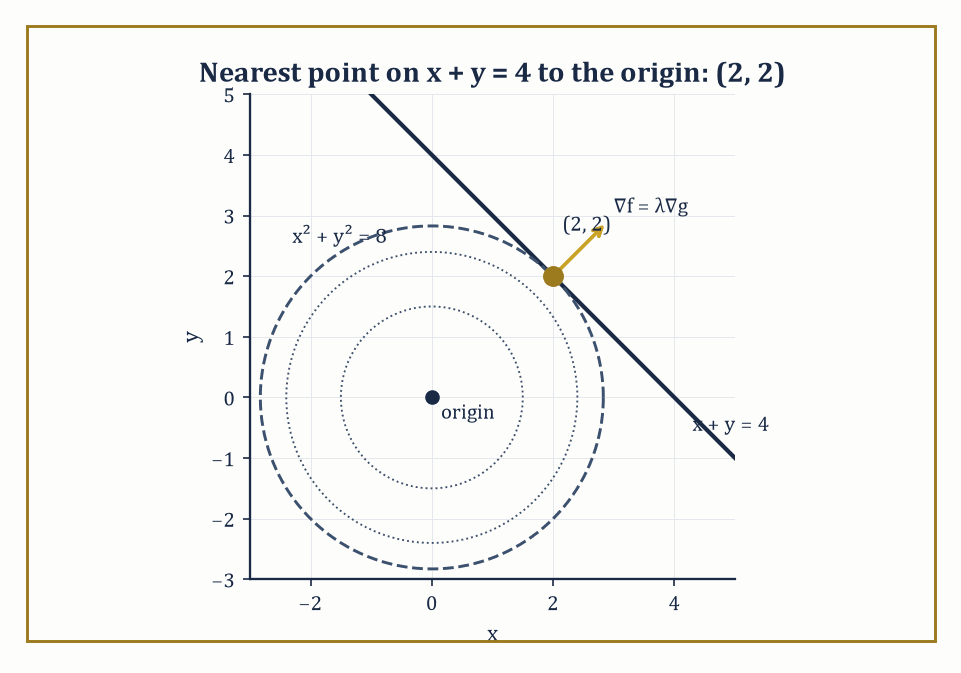 Nearest point on x + y = 4 to the origin: (2, 2)
5
4
3
2
1
0
−1
−2
−3
y
∇f = λ∇g
(2, 2)
x² + y² = 8
origin
x + y = 4
−2
0
2
4
x